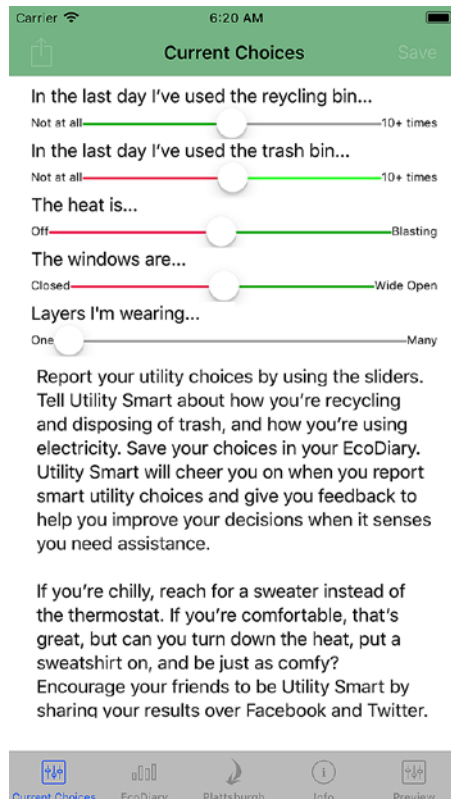 Carrier 6:20 AM
Current Choices Save
In the last day I've used the reycling bin...
Not at all 10+ times
In the last day I've used the trash bin...
Not at all 10+ times
The heat is...
Off Blasting
The windows are...
Closed Wide Open
Layers I'm wearing...
One Many
Report your utility choices by using the sliders.
Tell Utility Smart about how you're recycling
and disposing of trash, and how you're using
electricity. Save your choices in your EcoDiary.
Utility Smart will cheer you on when you report
smart utility choices and give you feedback to
help you improve your decisions when it senses
you need assistance.
If you're chilly, reach for a sweater instead of
the thermostat. If you're comfortable, that's
great, but can you turn down the heat, put a
sweatshirt on, and be just as comfy?
Encourage your friends to be Utility Smart by
sharing your results over Facebook and Twitter.
Current Choices EcoDiary Plattsburgh Info Preview